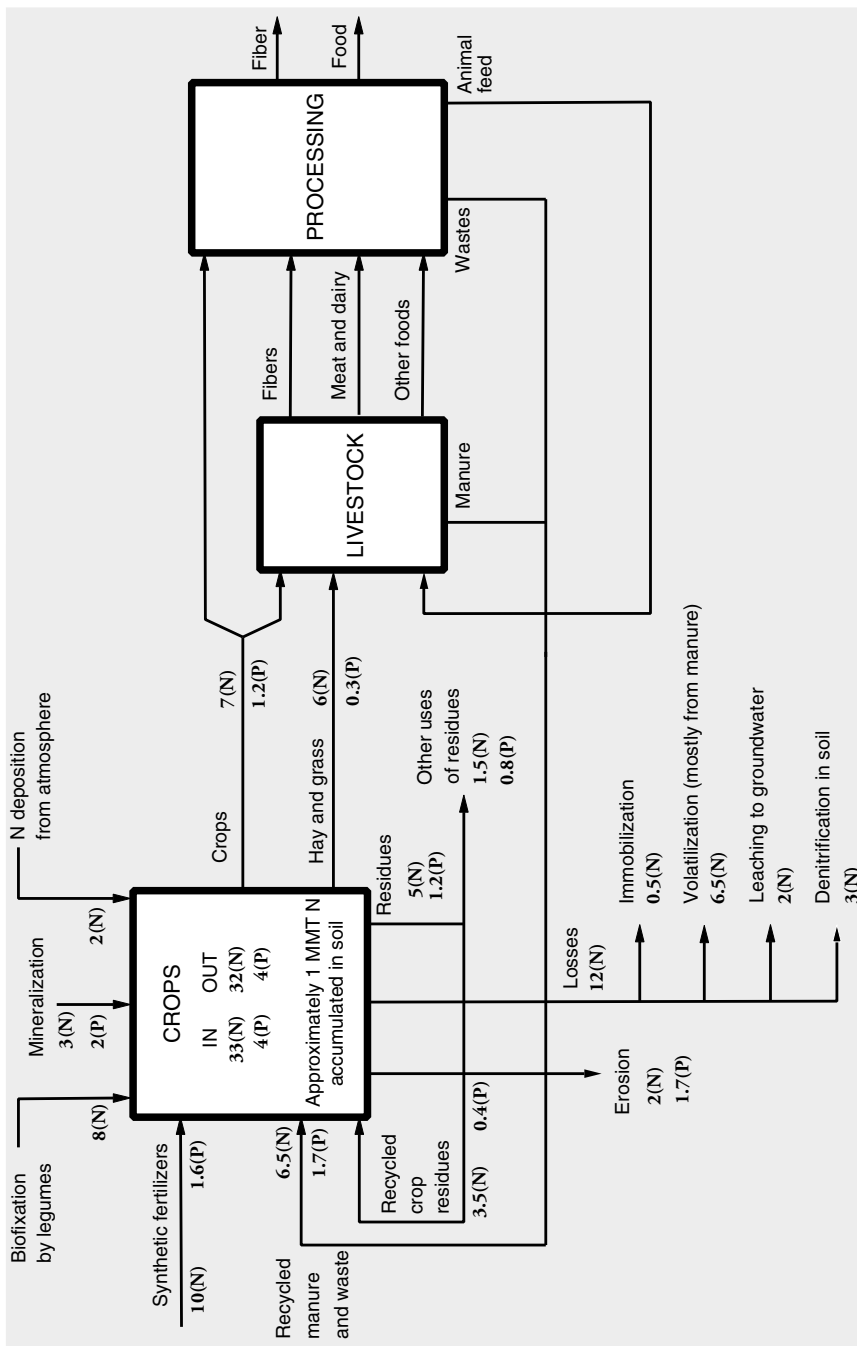 Biofixation
by legumes
8(N)
Mineralization
3(N)
2(P)
N deposition
from atmosphere
2(N)
Synthetic fertilizers
10(N)
1.6(P)
Recycled
manure
and waste
6.5(N)
1.7(P)
Recycled
crop
residues
3.5(N)
0.4(P)
CROPS
IN OUT
33(N) 32(N)
4(P) 4(P)
Approximately 1 MMT N
accumulated in soil
Crops
7(N)
1.2(P)
Hay and grass
6(N)
0.3(P)
Residues
5(N)
1.2(P)
Other uses
of residues
1.5(N)
0.8(P)
Erosion
2(N)
1.7(P)
Losses
12(N)
Immobilization
0.5(N)
Volatilization (mostly from manure)
6.5(N)
Leaching to groundwater
2(N)
Denitrification in soil
3(N)
LIVESTOCK
Manure
Fibers
Meat and dairy
Other foods
PROCESSING
Wastes
Animal
feed
Fiber
Food